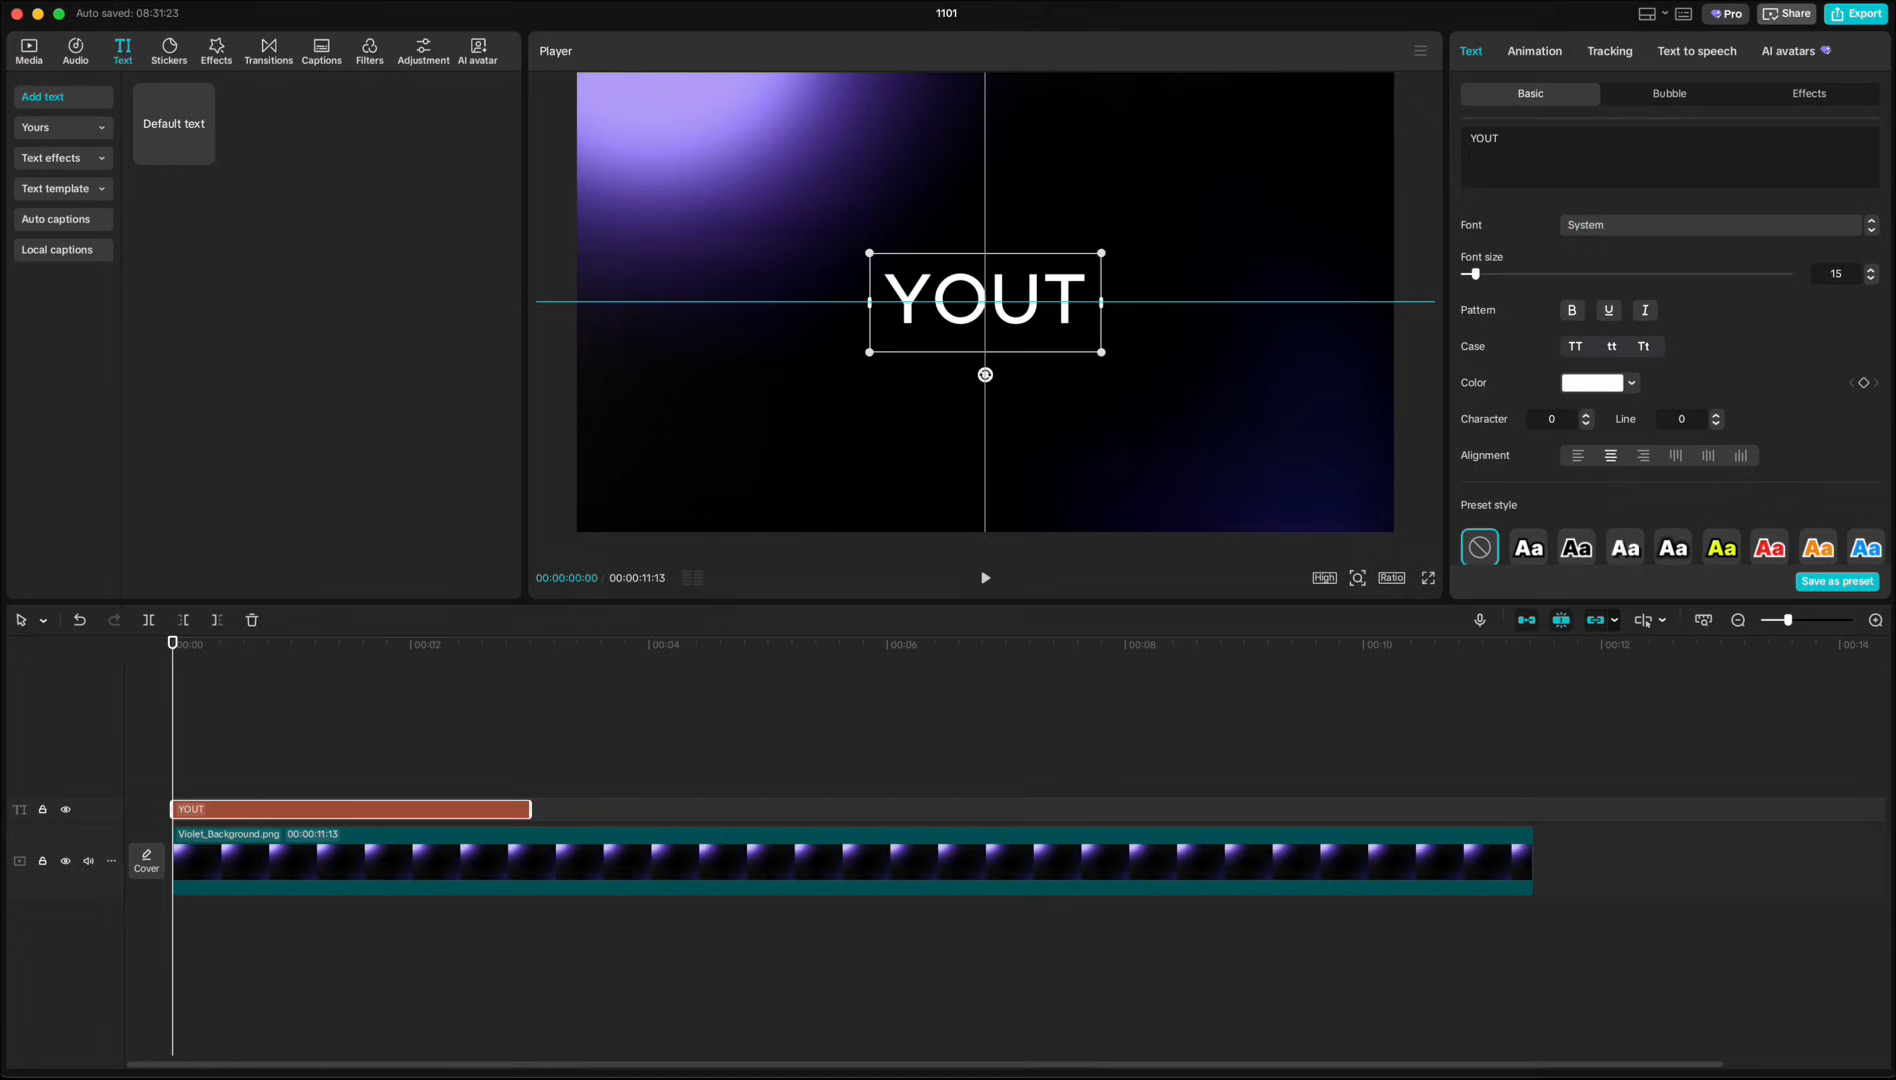 Auto saved: 08:31:23
1101
Pro
Share
Export
Media
Audio
TI
Text
Stickers
Effects
Transitions
Captions
Filters
Adjustment
AI avatar
Add text
Yours
Text effects
Text template
Auto captions
Local captions
Default text
Player
YOUT
00:00:00:00 / 00:00:11:13
High
Ratio
Text
Animation
Tracking
Text to speech
AI avatars
Basic
Bubble
Effects
YOUT
Font
System
Font size
15
Pattern
B U I
Case
TT tt Tt
Color
Character
0
Line
0
Alignment
Preset style
Aa Aa Aa Aa Aa Aa Aa Aa
Save as preset
00:00
00:02
00:04
00:06
00:08
00:10
00:12
00:14
TI
YOUT
Violet_Background.png 00:00:11:13
Cover